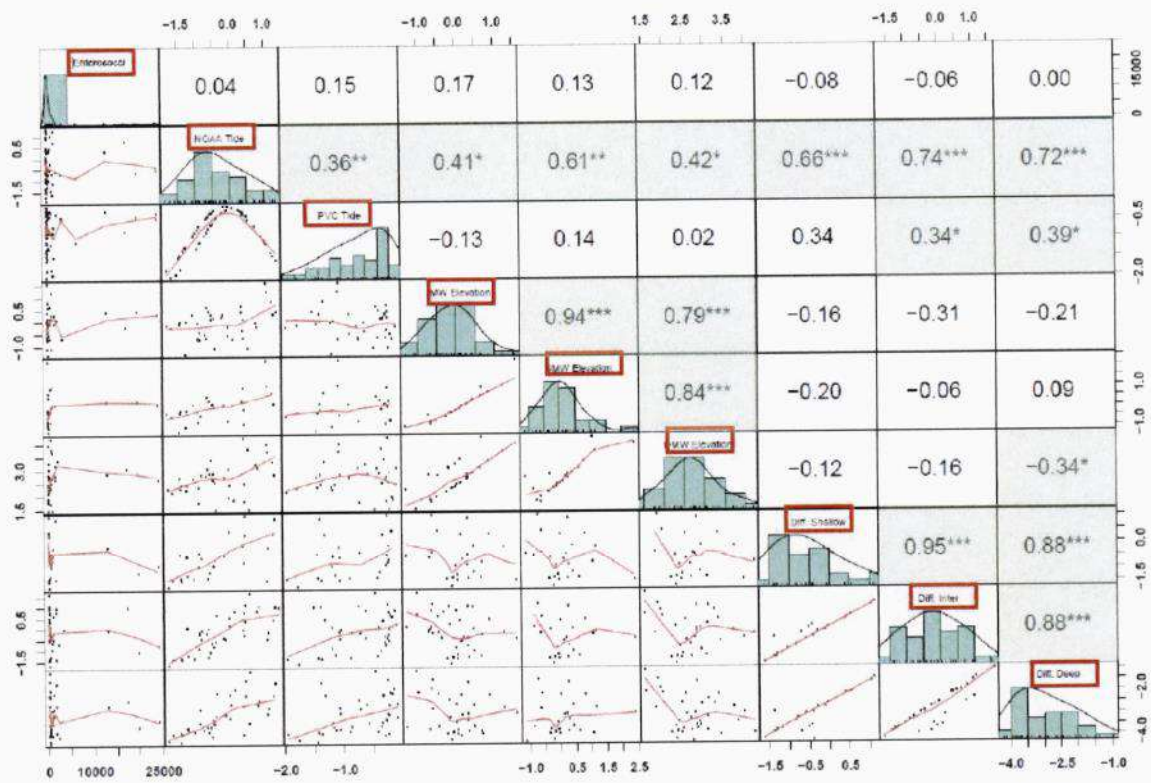 -1.5 0.0 1.0 -1.0 0.0 1.0 1.5 2.5 3.5 -1.5 0.0 1.0
Enterococci 0.04 0.15 0.17 0.13 0.12 -0.08 -0.06 0.00 0 15000
0.5 -1.5 NOAA Tide 0.36** 0.41* 0.61** 0.42* 0.66*** 0.74*** 0.72***
PVC Tide -0.13 0.14 0.02 0.34 0.34* 0.39* -0.5 -2.0
0.5 -1.0 MW Elevation 0.94*** 0.79*** -0.16 -0.31 -0.21
MW Elevation 0.84*** -0.20 -0.06 0.09 1.0 -1.0
3.0 1.5 MW Elevation -0.12 -0.16 -0.34*
Diff. Shallow 0.95*** 0.88*** 0.0 -1.5
0.5 -1.5 Diff. Inter 0.88***
Diff. Deep -2.0 -4.0
0 10000 25000 -2.0 -1.0 -1.0 0.5 1.5 2.5 -1.5 -0.5 0.5 -4.0 -2.5 -1.0